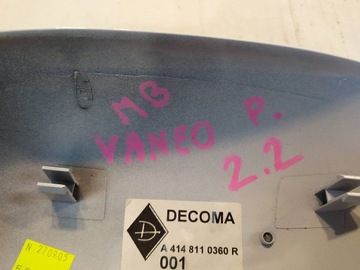 MB
VANEO P.
2.2
DECOMA
A 414 811 0360 R
001